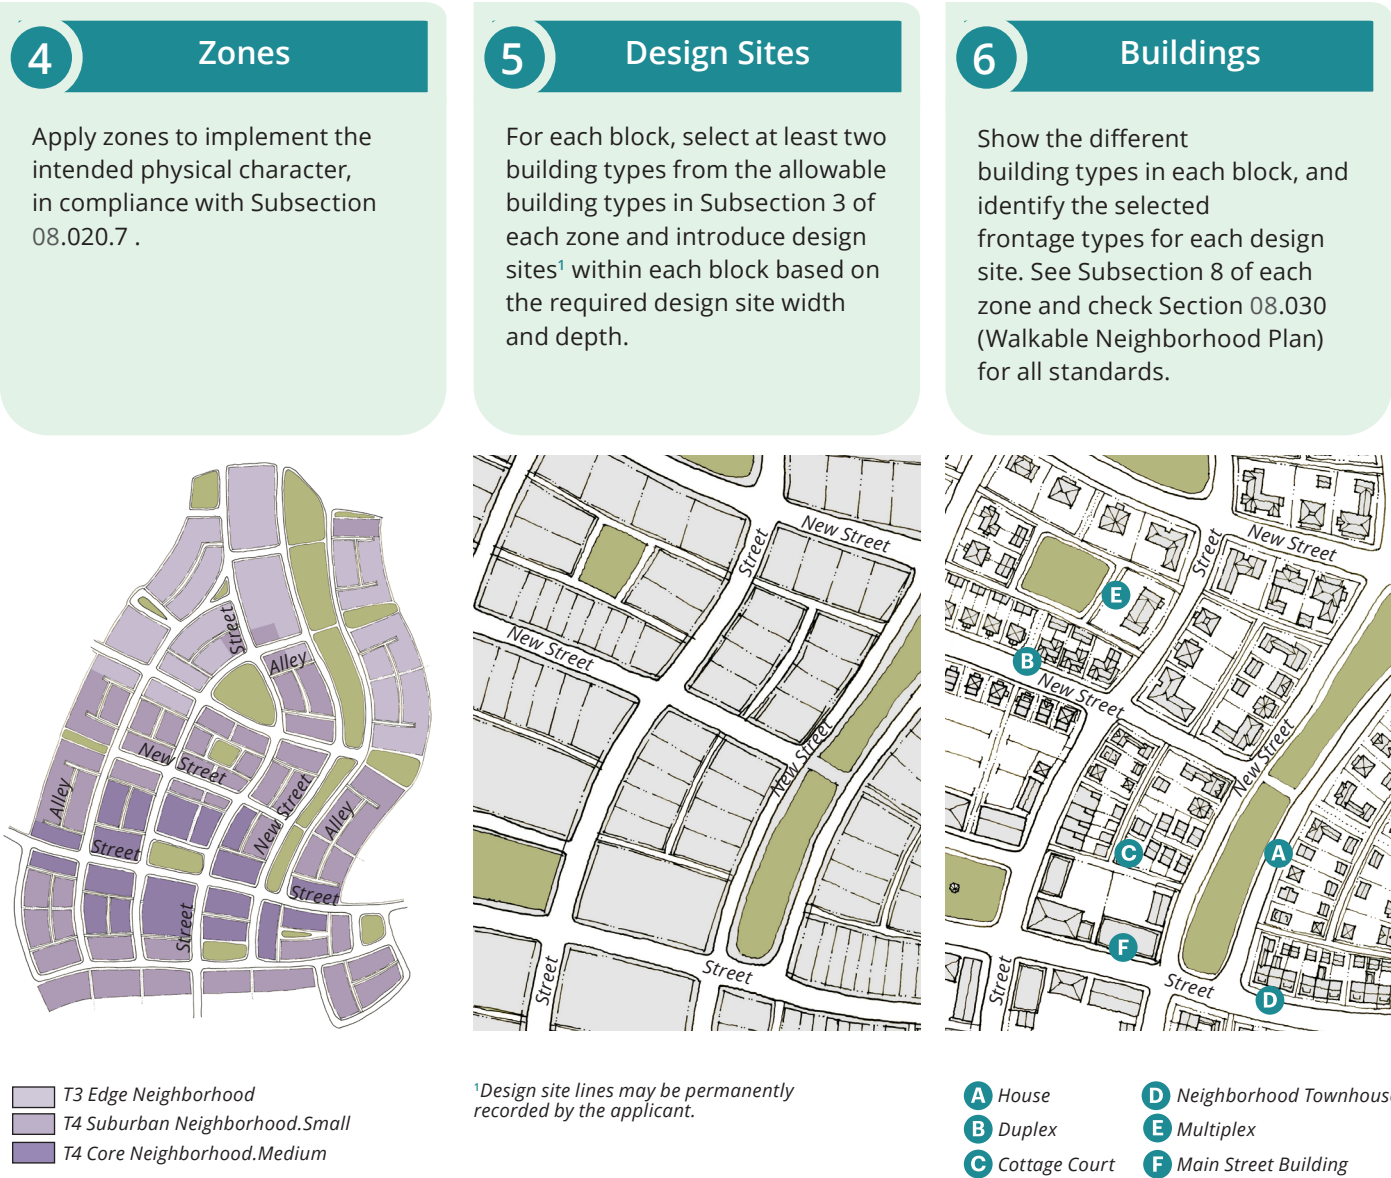 4
Zones
Apply zones to implement the
intended physical character,
in compliance with Subsection
08.020.7 .
5
Design Sites
For each block, select at least two
building types from the allowable
building types in Subsection 3 of
each zone and introduce design
sites¹ within each block based on
the required design site width
and depth.
6
Buildings
Show the different
building types in each block, and
identify the selected
frontage types for each design
site. See Subsection 8 of each
zone and check Section 08.030
(Walkable Neighborhood Plan)
for all standards.
Street
Alley
New Street
Alley
New Street
Alley
Street
Street
Street
T3 Edge Neighborhood
T4 Suburban Neighborhood.Small
T4 Core Neighborhood.Medium
New Street
Street
New Street
New Street
Street
Street
¹Design site lines may be permanently
recorded by the applicant.
New Street
Street
E
B
New Street
New Street
C
A
F
Street
Street
D
A House
B Duplex
C Cottage Court
D Neighborhood Townhouse
E Multiplex
F Main Street Building